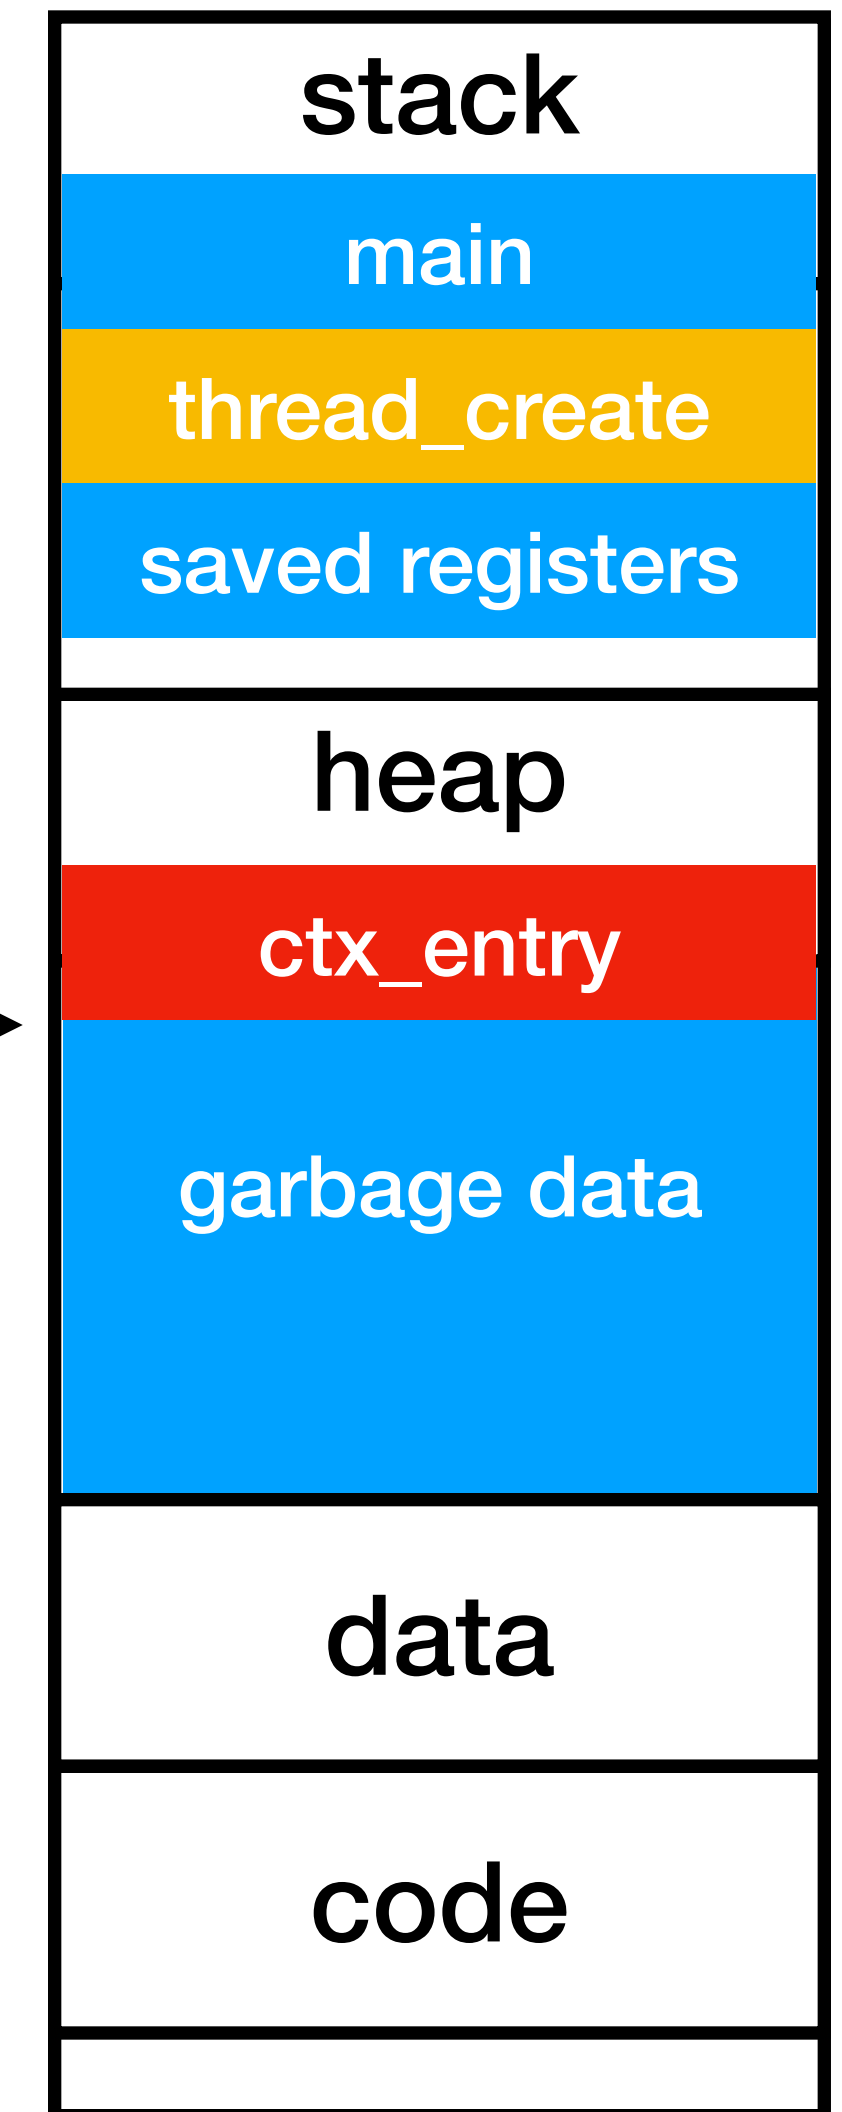 stack
main
thread_create
saved registers
heap
ctx_entry
garbage data
data
code